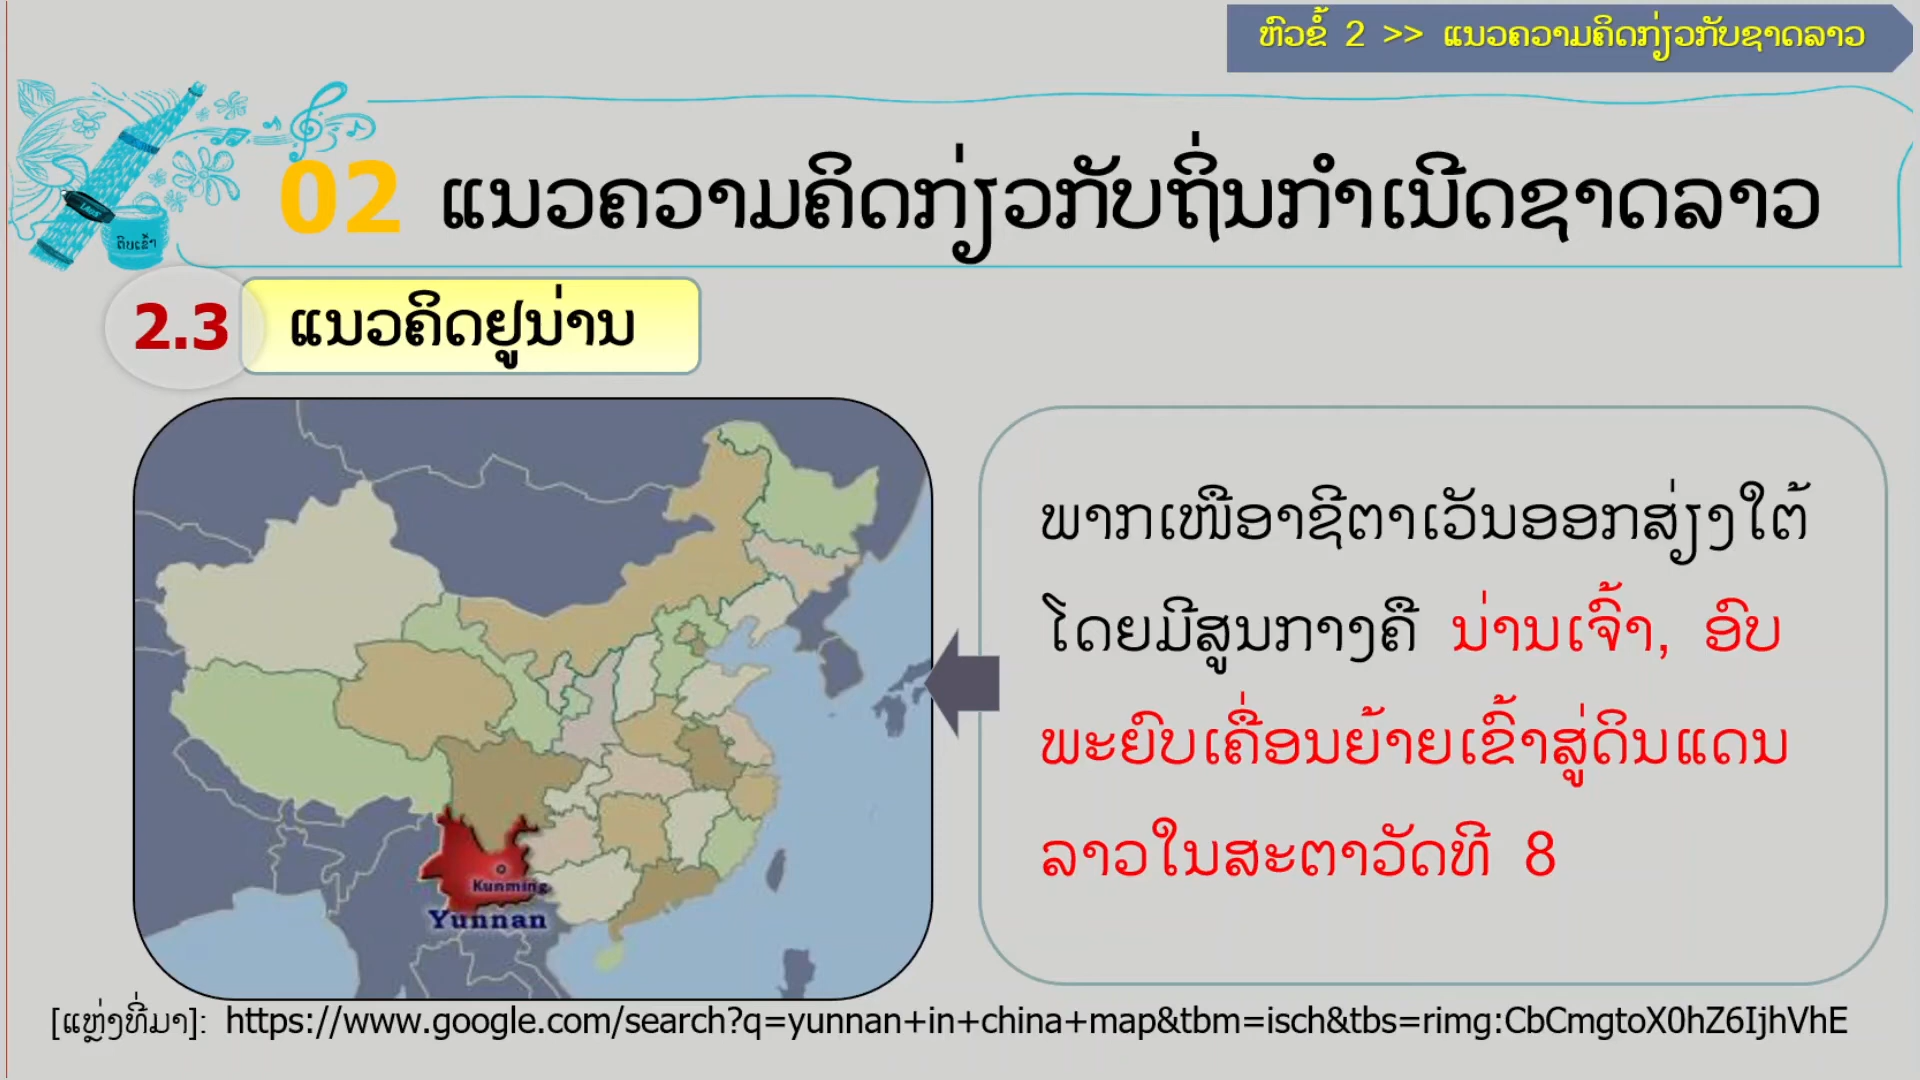 ຫົວຂໍ້ 2 >> ແນວຄວາມຄິດກ່ຽວກັບຊາດລາວ
02 ແນວຄວາມຄິດກ່ຽວກັບຖິ່ນກຳເນີດຊາດລາວ
LAOS
ຕິບເຂົ້າ
2.3 ແນວຄິດຢູນ່ານ
ພາກເໜືອາຊີຕາເວັນອອກສ່ຽງໃຕ້
ໂດຍມີສູນກາງຄື ນ່ານເຈົ້າ, ອົບ
ພະຍົບເຄື່ອນຍ້າຍເຂົ້າສູ່ດິນແດນ
ລາວໃນສະຕາວັດທີ 8
Kunming
Yunnan
[ແຫຼ່ງທີ່ມາ]: https://www.google.com/search?q=yunnan+in+china+map&tbm=isch&tbs=rimg:CbCmgtoX0hZ6IjhVhE